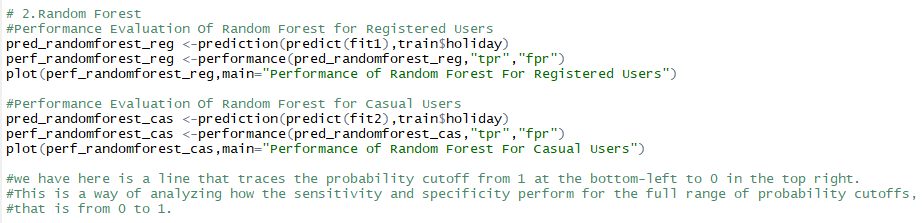 # 2.Random Forest
#Performance Evaluation Of Random Forest for Registered Users
pred_randomforest_reg <-prediction(predict(fit1),train$holiday)
perf_randomforest_reg <-performance(pred_randomforest_reg,"tpr","fpr")
plot(perf_randomforest_reg,main="Performance of Random Forest For Registered Users")
#Performance Evaluation Of Random Forest for Casual Users
pred_randomforest_cas <-prediction(predict(fit2),train$holiday)
perf_randomforest_cas <-performance(pred_randomforest_cas,"tpr","fpr")
plot(perf_randomforest_cas,main="Performance of Random Forest For Casual Users")
#we have here is a line that traces the probability cutoff from 1 at the bottom-left to 0 in the top right.
#This is a way of analyzing how the sensitivity and specificity perform for the full range of probability cutoffs,
#that is from 0 to 1.